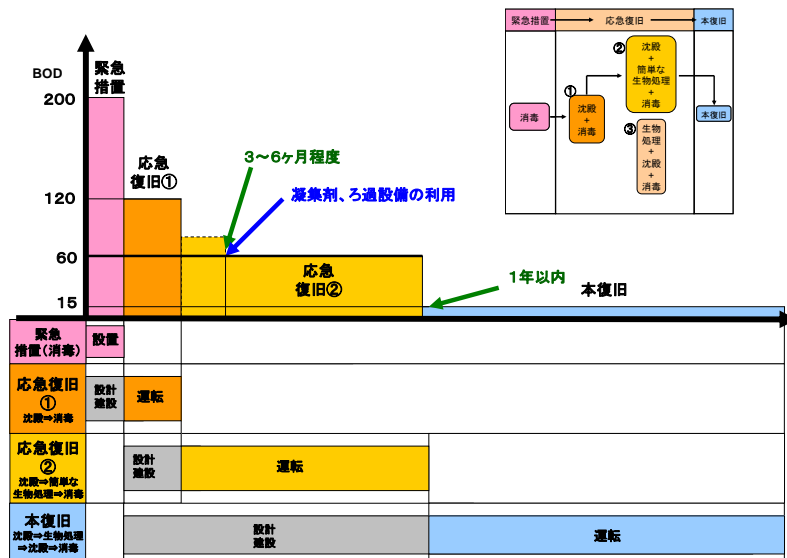 緊急措置
応急復旧
本復旧
消毒
①
沈殿
+
消毒
②
沈殿
+
簡単な
生物処理
+
消毒
③
生物
処理
+
沈殿
+
消毒
本復旧
BOD
200
120
60
15
緊急
措置
応急
復旧①
3~6ヶ月程度
凝集剤、ろ過設備の利用
応急
復旧②
1年以内
本復旧
緊急
措置(消毒)
設置
応急復旧
①
沈殿⇒消毒
設計
建設
運転
応急復旧
②
沈殿⇒簡単な
生物処理⇒消毒
設計
建設
運転
本復旧
沈殿⇒生物処理
⇒沈殿⇒消毒
設計
建設
運転